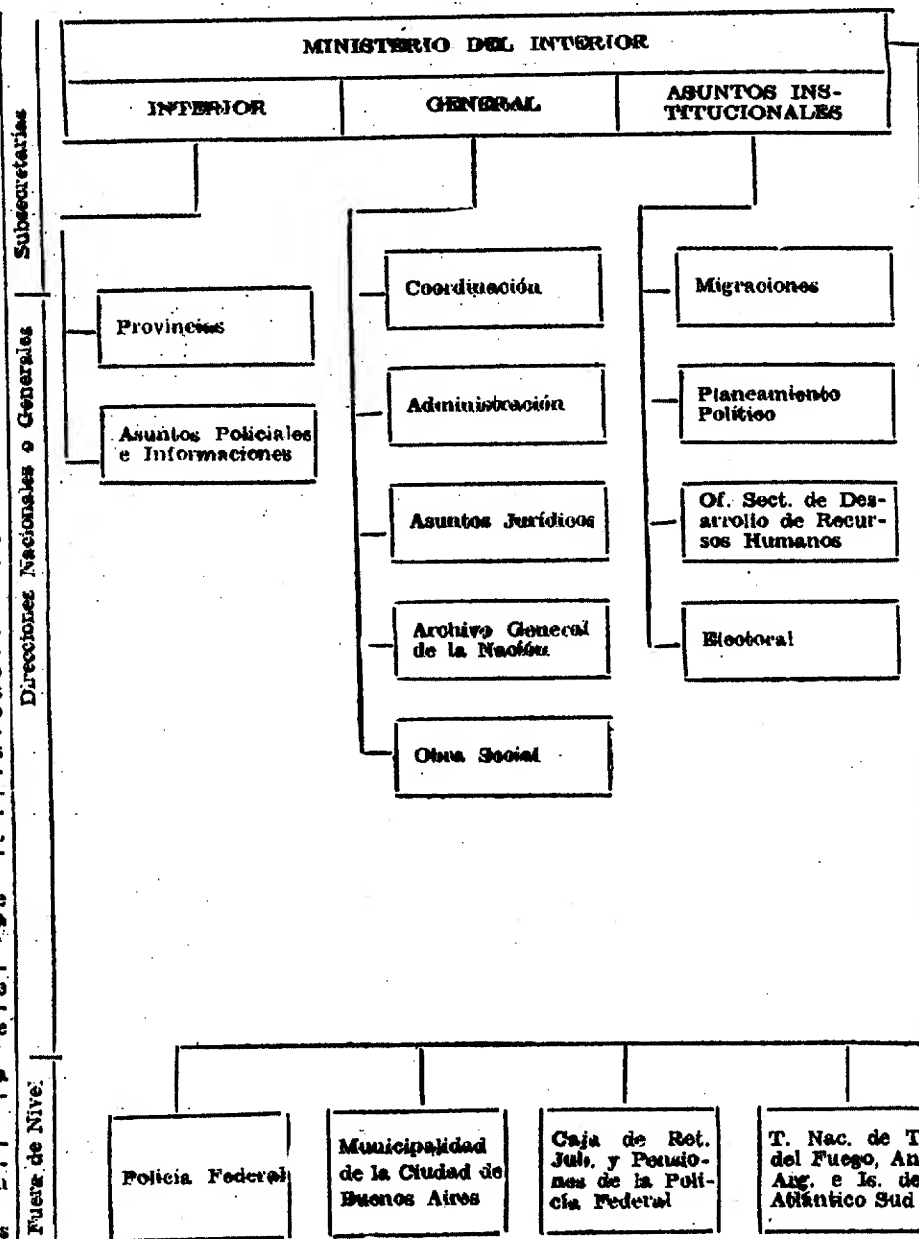 MINISTERIO DEL INTERIOR
INTERIOR
GENERAL
ASUNTOS INS-
TITUCIONALES
Subsecretarías
Direcciones Nacionales o Generales
Fuera de Nivel
Provincias
Asuntos Policiales
e Informaciones
Coordinación
Administración
Asuntos Jurídicos
Archivo General
de la Nación
Obra Social
Migraciones
Planeamiento
Político
Of. Sect. de Des-
arrollo de Recur-
sos Humanos
Electoral
Policía Federal
Municipalidad
de la Ciudad de
Buenos Aires
Caja de Ret.
Jub. y Pensio-
nes de la Poli-
cía Federal
T. Nac. de T
del Fuego, An
Arg. e Is. de
Atlántico Sud